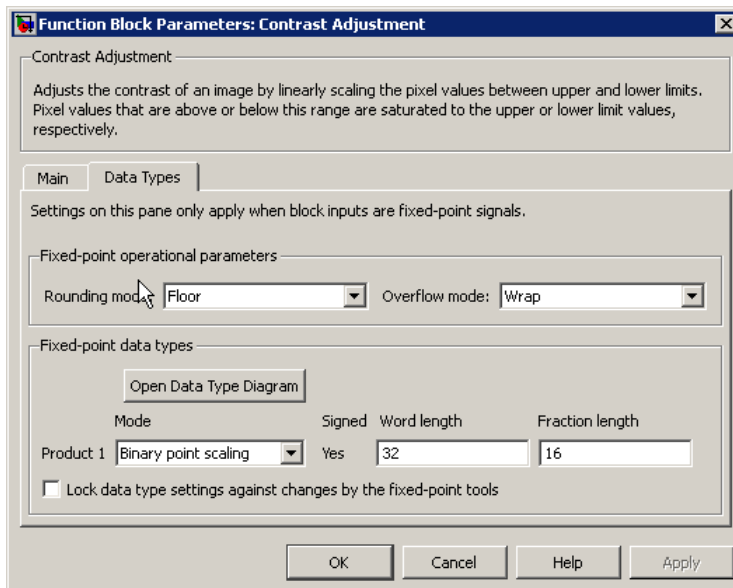 Function Block Parameters: Contrast Adjustment
Contrast Adjustment
Adjusts the contrast of an image by linearly scaling the pixel values between upper and lower limits.
Pixel values that are above or below this range are saturated to the upper or lower limit values,
respectively.
Main Data Types
Settings on this pane only apply when block inputs are fixed-point signals.
Fixed-point operational parameters
Rounding mode: Floor Overflow mode: Wrap
Fixed-point data types
Open Data Type Diagram
Mode Signed Word length Fraction length
Product 1 Binary point scaling Yes 32 16
Lock data type settings against changes by the fixed-point tools
OK Cancel Help Apply